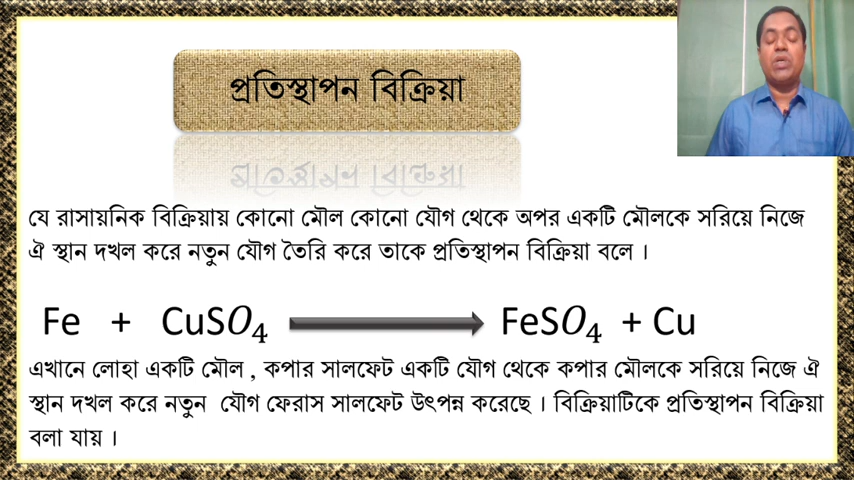 প্রতিস্থাপন বিক্রিয়া
যে রাসায়নিক বিক্রিয়ায় কোনো মৌল কোনো যৌগ থেকে অপর একটি মৌলকে সরিয়ে নিজে
ঐ স্থান দখল করে নতুন যৌগ তৈরি করে তাকে প্রতিস্থাপন বিক্রিয়া বলে ।
Fe + CuSO₄ ⟶ FeSO₄ + Cu
এখানে লোহা একটি মৌল , কপার সালফেট একটি যৌগ থেকে কপার মৌলকে সরিয়ে নিজে ঐ
স্থান দখল করে নতুন যৌগ ফেরাস সালফেট উৎপন্ন করেছে । বিক্রিয়াটিকে প্রতিস্থাপন বিক্রিয়া
বলা যায় ।